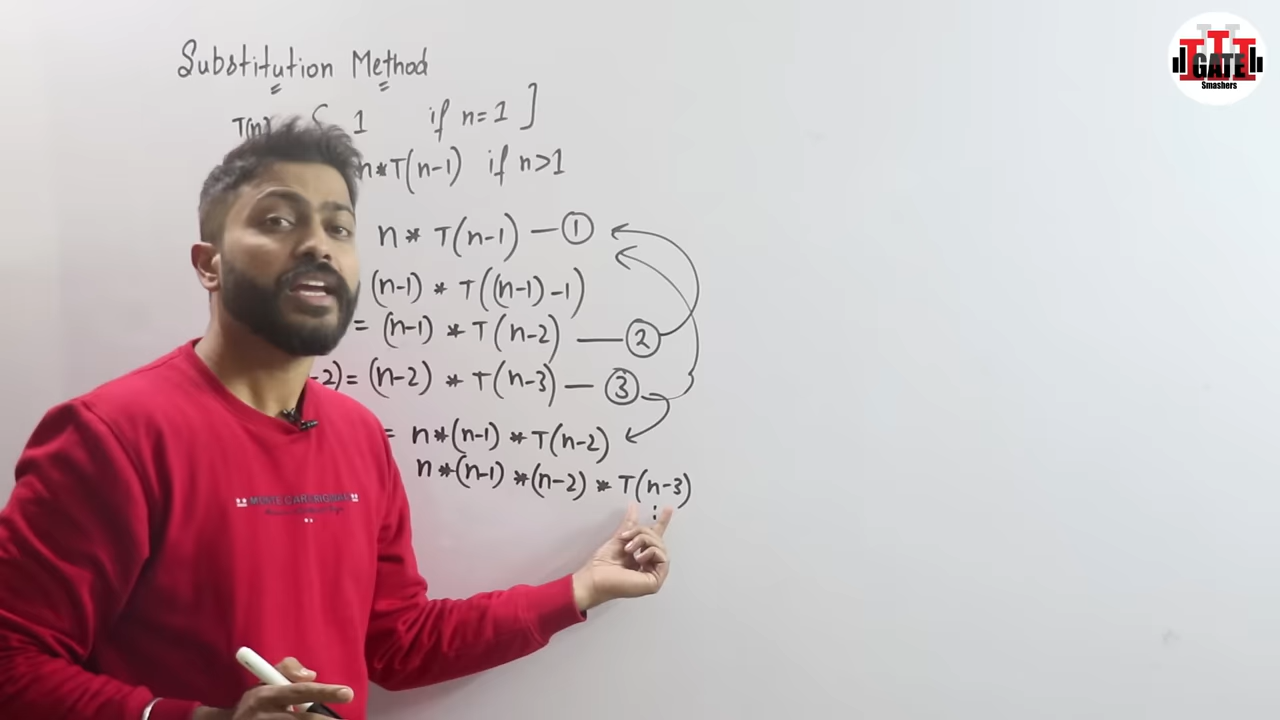 Substitution Method
T(n) 1 if n=1 ]
n*T(n-1) if n>1
n* T(n-1) — ①
(n-1) * T((n-1)-1)
= (n-1) * T(n-2) — ②
-2)= (n-2) * T(n-3) — ③
= n*(n-1) * T(n-2)
n*(n-1) *(n-2) * T(n-3)
GATE
Smashers